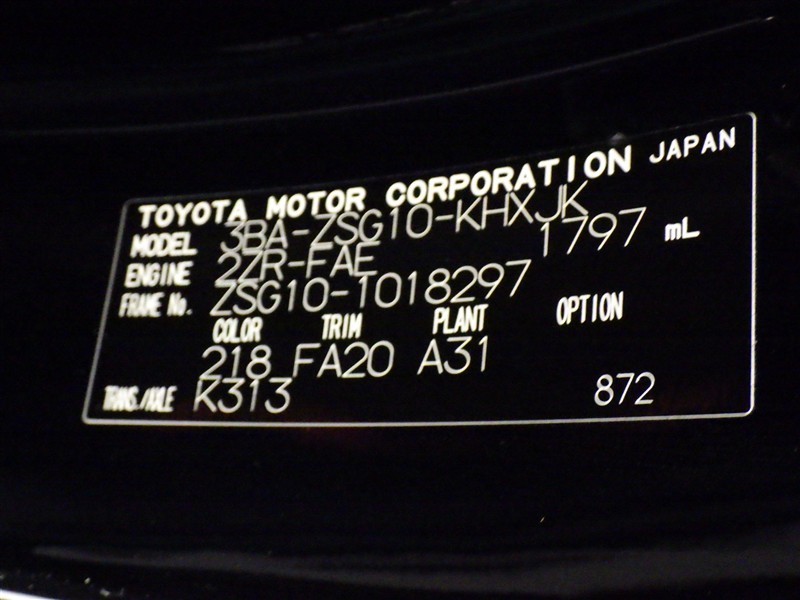 TOYOTA MOTOR CORPORATION JAPAN
MODEL 3BA-ZSG10-KHXJK
ENGINE 2ZR-FAE 1797 mL
FRAME No. ZSG10-1018297
COLOR TRIM PLANT OPTION
218 FA20 A31
TRANS./AXLE K313 872